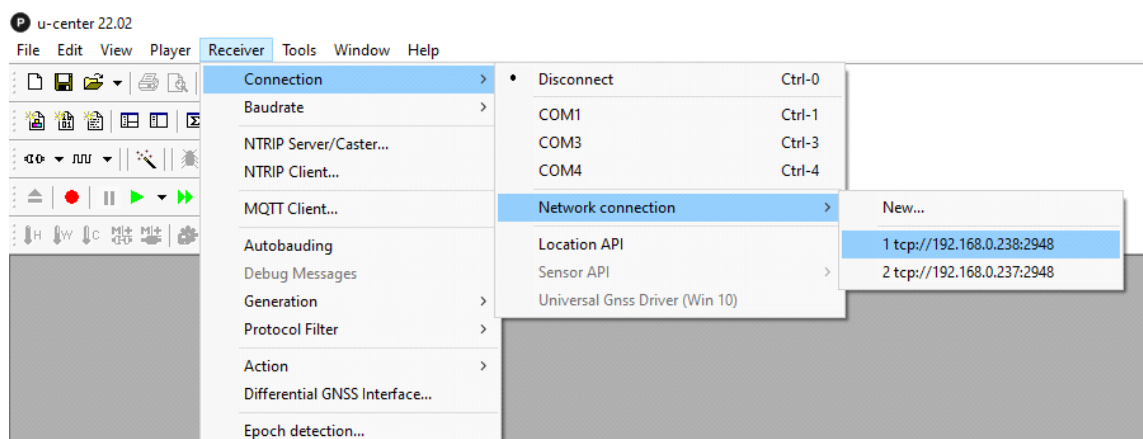 u-center 22.02
File Edit View Player Receiver Tools Window Help
Connection
Baudrate
NTRIP Server/Caster...
NTRIP Client...
MQTT Client...
Autobauding
Debug Messages
Generation
Protocol Filter
Action
Differential GNSS Interface...
Epoch detection...
Disconnect Ctrl-0
COM1 Ctrl-1
COM3 Ctrl-3
COM4 Ctrl-4
Network connection
Location API
Sensor API
Universal Gnss Driver (Win 10)
New...
1 tcp://192.168.0.238:2948
2 tcp://192.168.0.237:2948